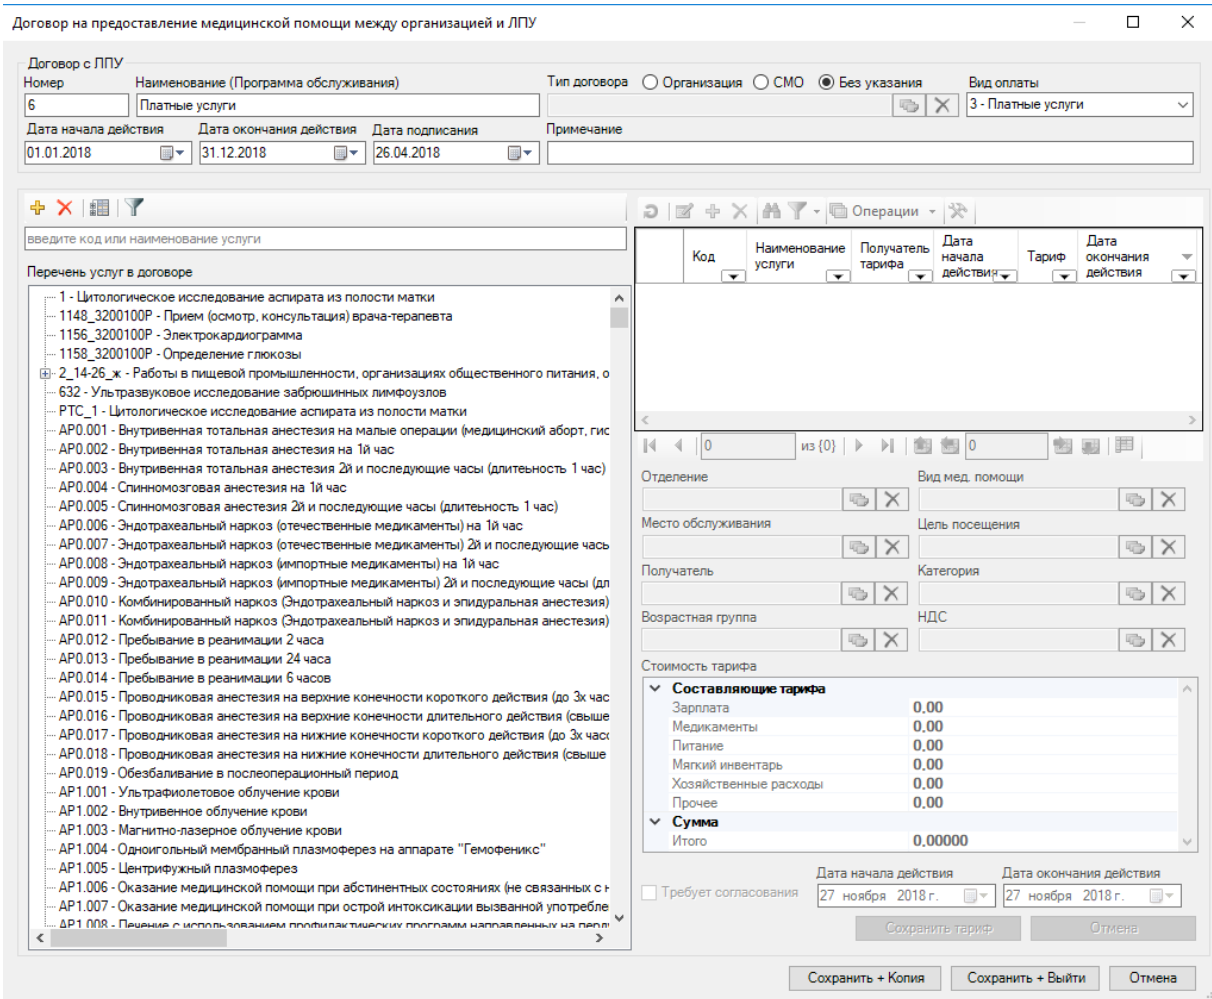 Договор на предоставление медицинской помощи между организацией и ЛПУ
Договор с ЛПУ
Номер Наименование (Программа обслуживания) Тип договора Организация СМО Без указания Вид оплаты
6 Платные услуги 3 - Платные услуги
Дата начала действия Дата окончания действия Дата подписания Примечание
01.01.2018 31.12.2018 26.04.2018
введите код или наименование услуги
Перечень услуг в договоре
1 - Цитологическое исследование аспирата из полости матки
1148_3200100Р - Прием (осмотр, консультация) врача-терапевта
1156_3200100Р - Электрокардиограмма
1158_3200100Р - Определение глюкозы
2_14-26_ж - Работы в пищевой промышленности, организациях общественного питания, о
632 - Ультразвуковое исследование забрюшинных лимфоузлов
РТС_1 - Цитологическое исследование аспирата из полости матки
АР0.001 - Внутривенная тотальная анестезия на малые операции (медицинский аборт, гис
АР0.002 - Внутривенная тотальная анестезия на 1й час
АР0.003 - Внутривенная тотальная анестезия 2й и последующие часы (длитеьность 1 час)
АР0.004 - Спинномозговая анестезия на 1й час
АР0.005 - Спинномозговая анестезия 2й и последующие часы (длитеьность 1 час)
АР0.006 - Эндотрахеальный наркоз (отечественные медикаменты) на 1й час
АР0.007 - Эндотрахеальный наркоз (отечественные медикаменты) 2й и последующие часы
АР0.008 - Эндотрахеальный наркоз (импортные медикаменты) на 1й час
АР0.009 - Эндотрахеальный наркоз (импортные медикаменты) 2й и последующие часы (дл
АР0.010 - Комбинированный наркоз (Эндотрахеальный наркоз и эпидуральная анестезия)
АР0.011 - Комбинированный наркоз (Эндотрахеальный наркоз и эпидуральная анестезия)
АР0.012 - Пребывание в реанимации 2 часа
АР0.013 - Пребывание в реанимации 24 часа
АР0.014 - Пребывание в реанимации 6 часов
АР0.015 - Проводниковая анестезия на верхние конечности короткого действия (до 3х час
АР0.016 - Проводниковая анестезия на верхние конечности длительного действия (свыше
АР0.017 - Проводниковая анестезия на нижние конечности короткого действия (до 3х часо
АР0.018 - Проводниковая анестезия на нижние конечности длительного действия (свыше
АР0.019 - Обезбаливание в послеоперационный период
АР1.001 - Ультрафиолетовое облучение крови
АР1.002 - Внутривенное облучение крови
АР1.003 - Магнитно-лазерное облучение крови
АР1.004 - Одноигольный мембранный плазмоферез на аппарате "Гемофеникс"
АР1.005 - Центрифужный плазмоферез
АР1.006 - Оказание медицинской помощи при абстинентных состояниях (не связанных с н
АР1.007 - Оказание медицинской помощи при острой интоксикации вызванной употребле
АР1.008 - Лечение с использованием профилактических программ направленных на перд
Операции
Код Наименование услуги Получатель тарифа Дата начала действия Тариф Дата окончания действия
0 из {0} 0
Отделение Вид мед. помощи
Место обслуживания Цель посещения
Получатель Категория
Возрастная группа НДС
Стоимость тарифа
Составляющие тарифа
Зарплата 0,00
Медикаменты 0,00
Питание 0,00
Мягкий инвентарь 0,00
Хозяйственные расходы 0,00
Прочее 0,00
Сумма
Итого 0,00000
Дата начала действия Дата окончания действия
Требует согласования 27 ноября 2018 г. 27 ноября 2018 г.
Сохранить тариф Отмена
Сохранить + Копия Сохранить + Выйти Отмена